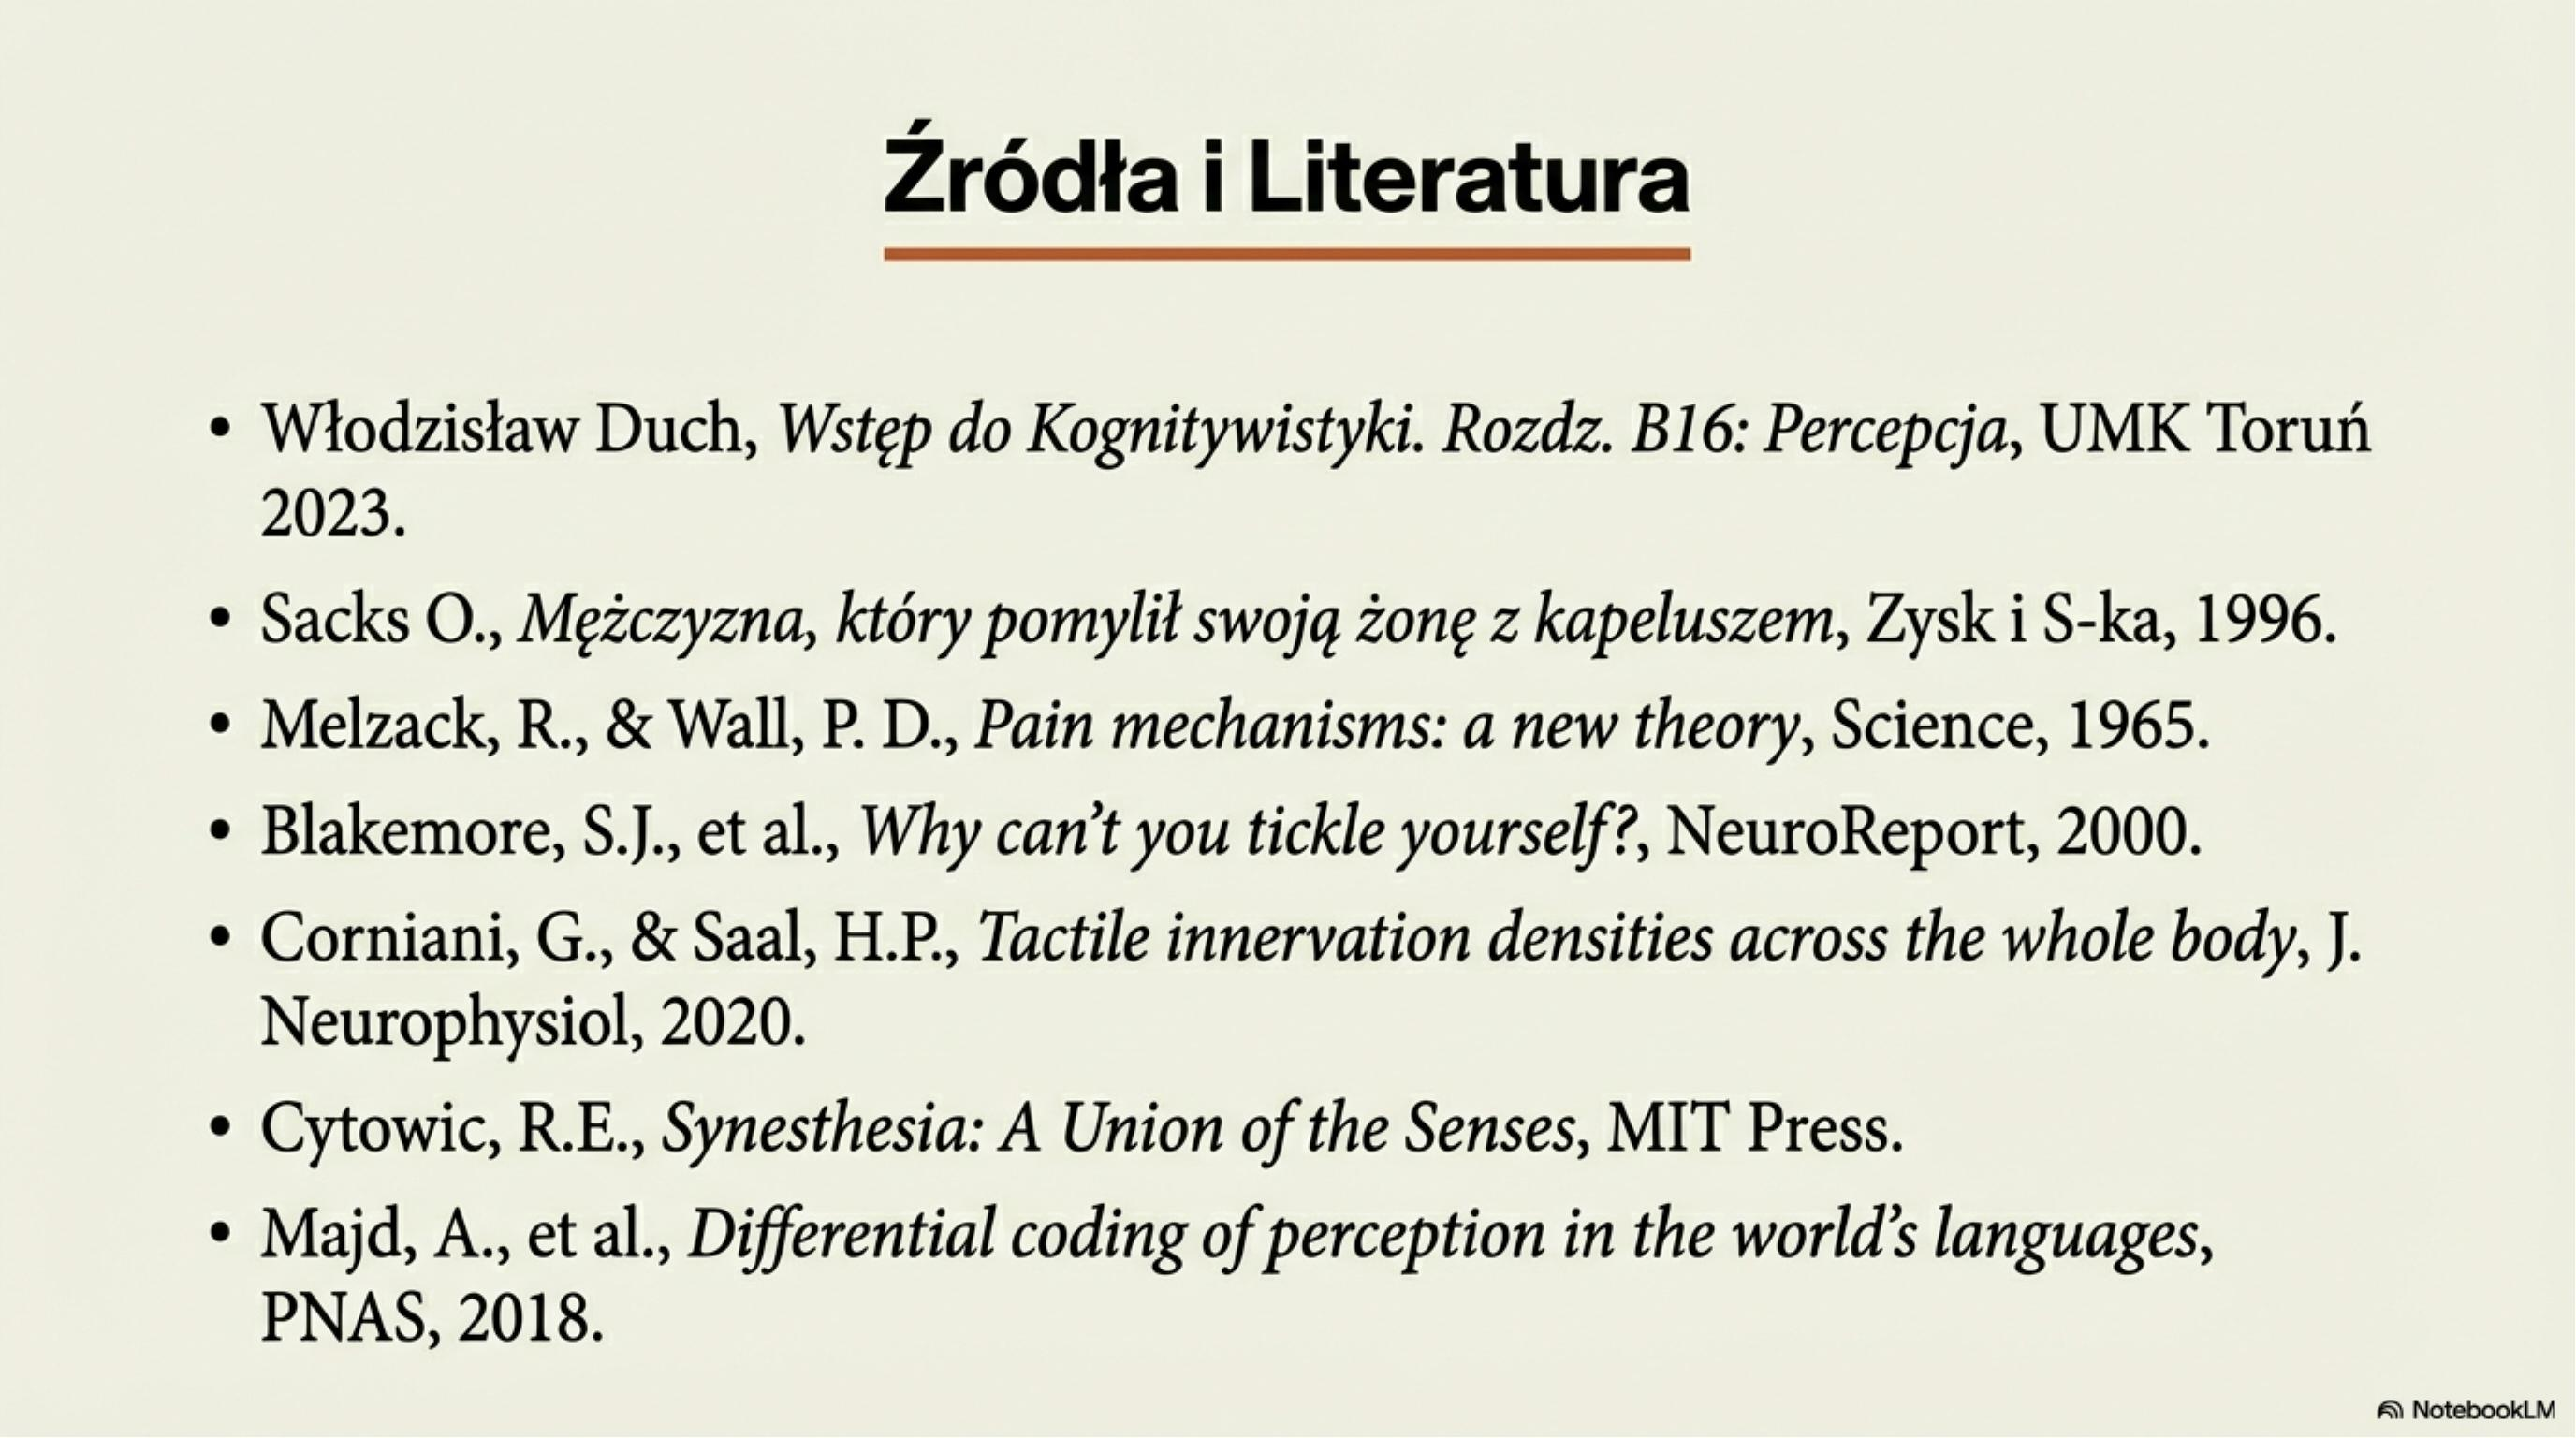 Źródła i Literatura
• Włodzisław Duch, Wstęp do Kognitywistyki. Rozdz. B16: Percepcja, UMK Toruń
2023.
• Sacks O., Mężczyzna, który pomylił swoją żonę z kapeluszem, Zysk i S-ka, 1996.
• Melzack, R., & Wall, P. D., Pain mechanisms: a new theory, Science, 1965.
• Blakemore, S.J., et al., Why can’t you tickle yourself?, NeuroReport, 2000.
• Corniani, G., & Saal, H.P., Tactile innervation densities across the whole body, J.
Neurophysiol, 2020.
• Cytowic, R.E., Synesthesia: A Union of the Senses, MIT Press.
• Majd, A., et al., Differential coding of perception in the world’s languages,
PNAS, 2018.
NotebookLM